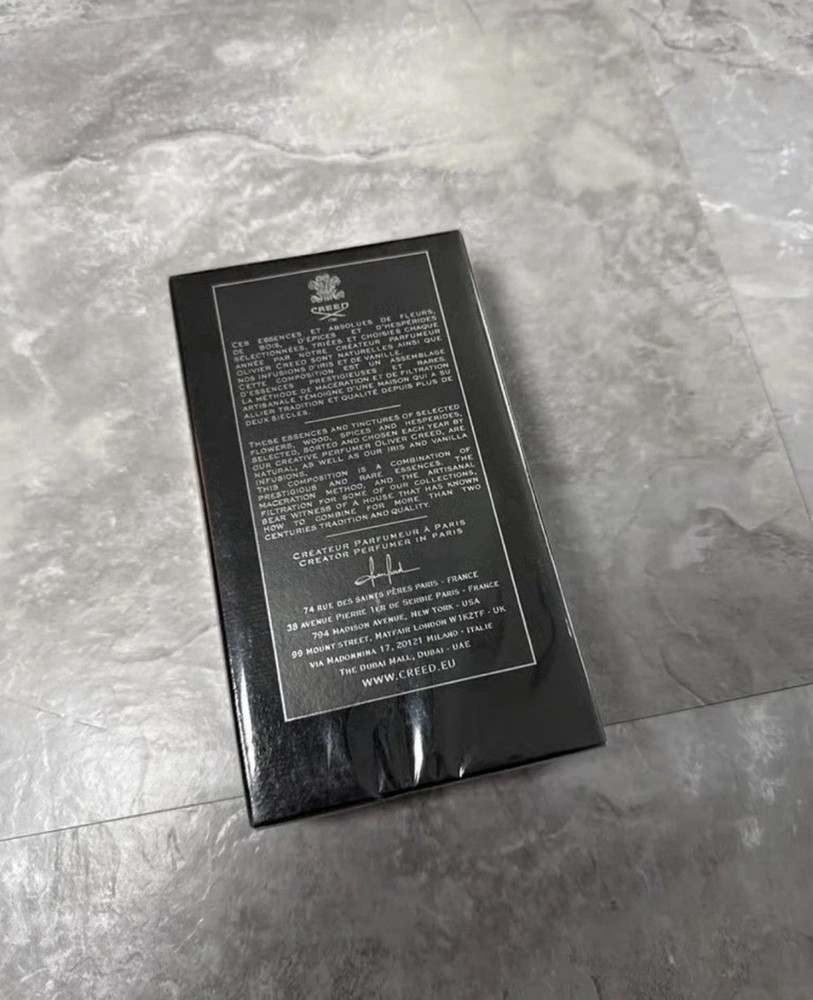 CREED
CES ESSENCES ET ABSOLUES DE FLEURS,
DE BOIS, D'ÉPICES ET D'HESPÉRIDES
SÉLECTIONNÉES, TRIÉES ET CHOISIES CHAQUE
ANNÉE PAR NOTRE CRÉATEUR PARFUMEUR
OLIVIER CREED SONT NATURELLES AINSI QUE
NOS INFUSIONS D'IRIS ET DE VANILLE.
CETTE COMPOSITION EST UN ASSEMBLAGE
D'ESSENCES PRESTIGIEUSES ET RARES.
LA MÉTHODE DE MACÉRATION ET DE FILTRATION
ARTISANALE TÉMOIGNE D'UNE MAISON QUI A SU
ALLIER TRADITION ET QUALITÉ DEPUIS PLUS DE
DEUX SIÈCLES.
THESE ESSENCES AND TINCTURES OF SELECTED
FLOWERS, WOOD, SPICES AND HESPERIDES,
SELECTED, SORTED AND CHOSEN EACH YEAR BY
OUR CREATIVE PERFUMER OLIVER CREED, ARE
NATURAL, AS WELL AS OUR IRIS AND VANILLA
INFUSIONS.
THIS COMPOSITION IS A COMBINATION OF
PRESTIGIOUS AND RARE ESSENCES. THE
MACERATION METHOD, AND THE ARTISANAL
FILTRATION FOR SOME OF OUR COLLECTIONS,
BEAR WITNESS OF A HOUSE THAT HAS KNOWN
HOW TO COMBINE FOR MORE THAN TWO
CENTURIES TRADITION AND QUALITY.
CRÉATEUR PARFUMEUR À PARIS
CREATOR PERFUMER IN PARIS
74 RUE DES SAINTS PÈRES PARIS - FRANCE
38 AVENUE PIERRE 1ER DE SERBIE PARIS - FRANCE
794 MADISON AVENUE, NEW YORK - USA
99 MOUNT STREET, MAYFAIR LONDON W1K2TF - UK
VIA MADONNINA 17, 20121 MILANO - ITALIE
THE DUBAI MALL, DUBAI - UAE
WWW.CREED.EU